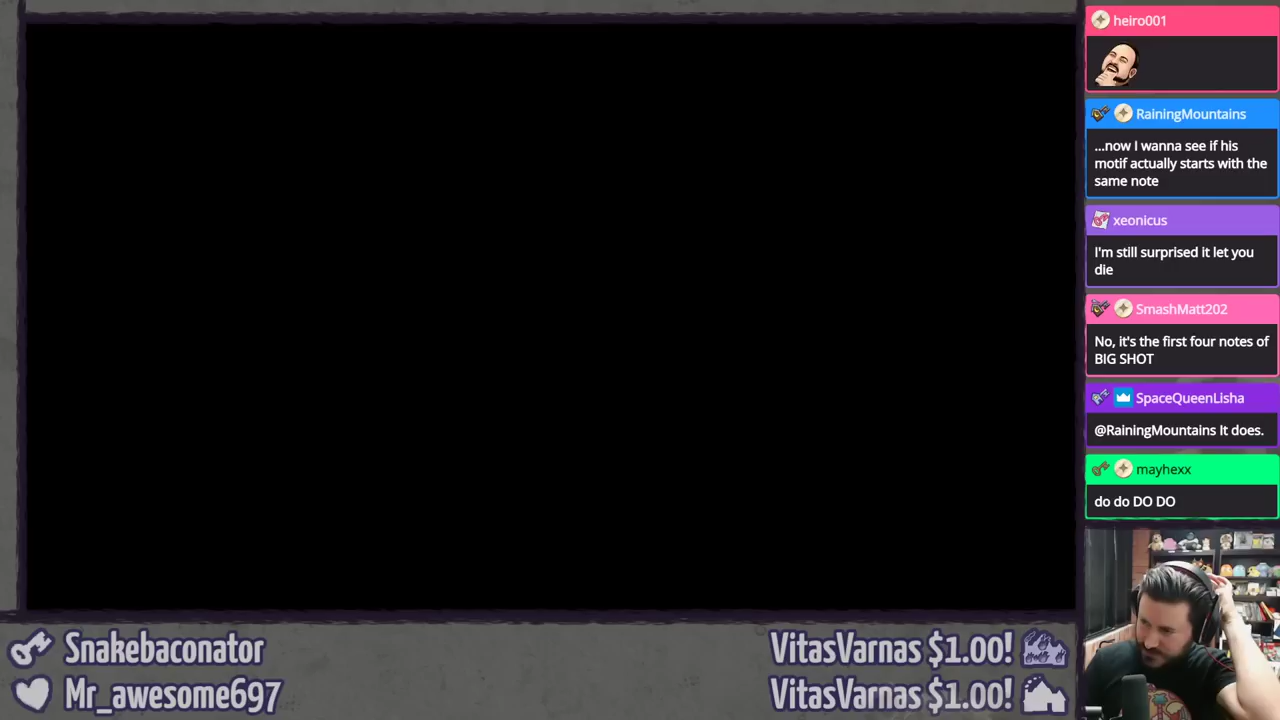 heiro001
RainingMountains
...now I wanna see if his
motif actually starts with the
same note
xeonicus
I'm still surprised it let you
die
SmashMatt202
No, it's the first four notes of
BIG SHOT
SpaceQueenLisha
@RainingMountains It does.
mayhexx
do do DO DO
Snakebaconator
Mr_awesome697
VitasVarnas $1.00!
VitasVarnas $1.00!